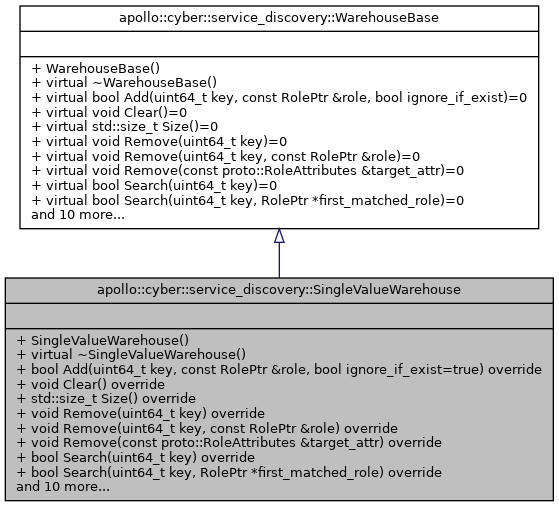 apollo::cyber::service_discovery::WarehouseBase
+ WarehouseBase()
+ virtual ~WarehouseBase()
+ virtual bool Add(uint64_t key, const RolePtr &role, bool ignore_if_exist)=0
+ virtual void Clear()=0
+ virtual std::size_t Size()=0
+ virtual void Remove(uint64_t key)=0
+ virtual void Remove(uint64_t key, const RolePtr &role)=0
+ virtual void Remove(const proto::RoleAttributes &target_attr)=0
+ virtual bool Search(uint64_t key)=0
+ virtual bool Search(uint64_t key, RolePtr *first_matched_role)=0
and 10 more...
apollo::cyber::service_discovery::SingleValueWarehouse
+ SingleValueWarehouse()
+ virtual ~SingleValueWarehouse()
+ bool Add(uint64_t key, const RolePtr &role, bool ignore_if_exist=true) override
+ void Clear() override
+ std::size_t Size() override
+ void Remove(uint64_t key) override
+ void Remove(uint64_t key, const RolePtr &role) override
+ void Remove(const proto::RoleAttributes &target_attr) override
+ bool Search(uint64_t key) override
+ bool Search(uint64_t key, RolePtr *first_matched_role) override
and 10 more...